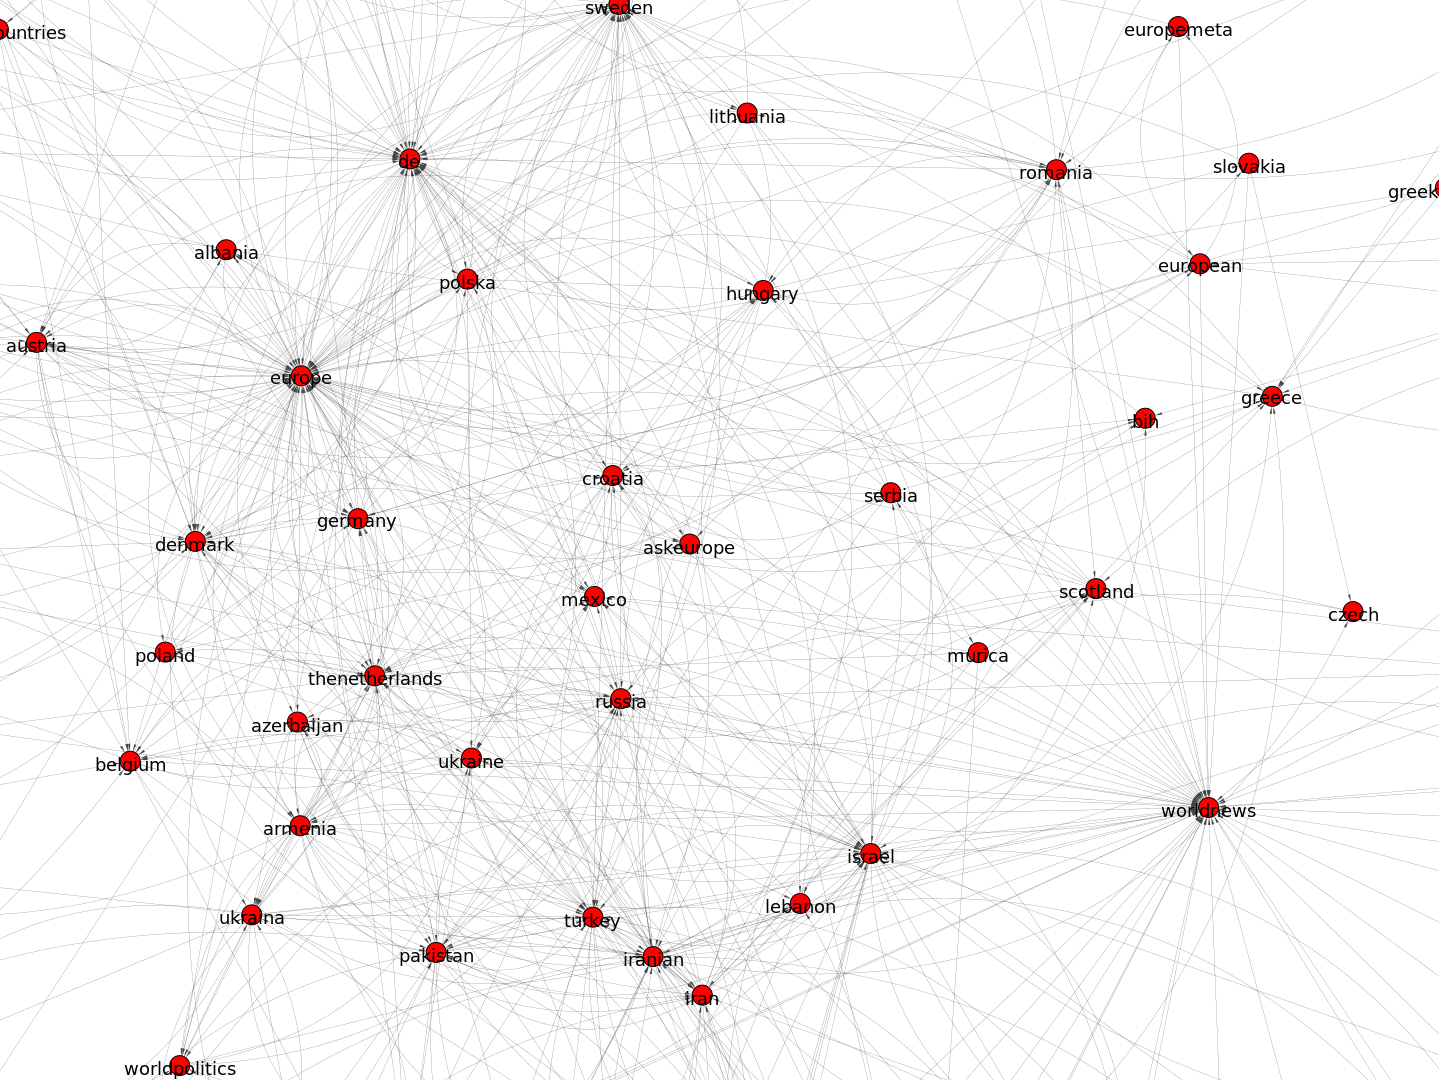 sweden
europemeta
untries
lithuania
de
slovakia
romania
greek
albania
european
polska
hungary
austria
europe
greece
bih
croatia
serbia
germany
denmark
askeurope
scotland
mexico
czech
poland
murica
thenetherlands
russia
azerbaijan
ukraine
belgium
worldnews
armenia
israel
lebanon
ukraina
turkey
pakistan
iranian
iran
worldpolitics